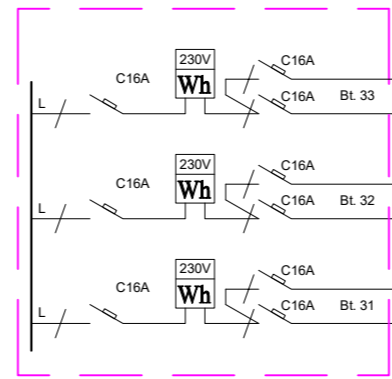 230V C16A
C16A Wh
L C16A Bt. 33
230V C16A
C16A Wh
L C16A Bt. 32
230V C16A
C16A Wh
L C16A Bt. 31